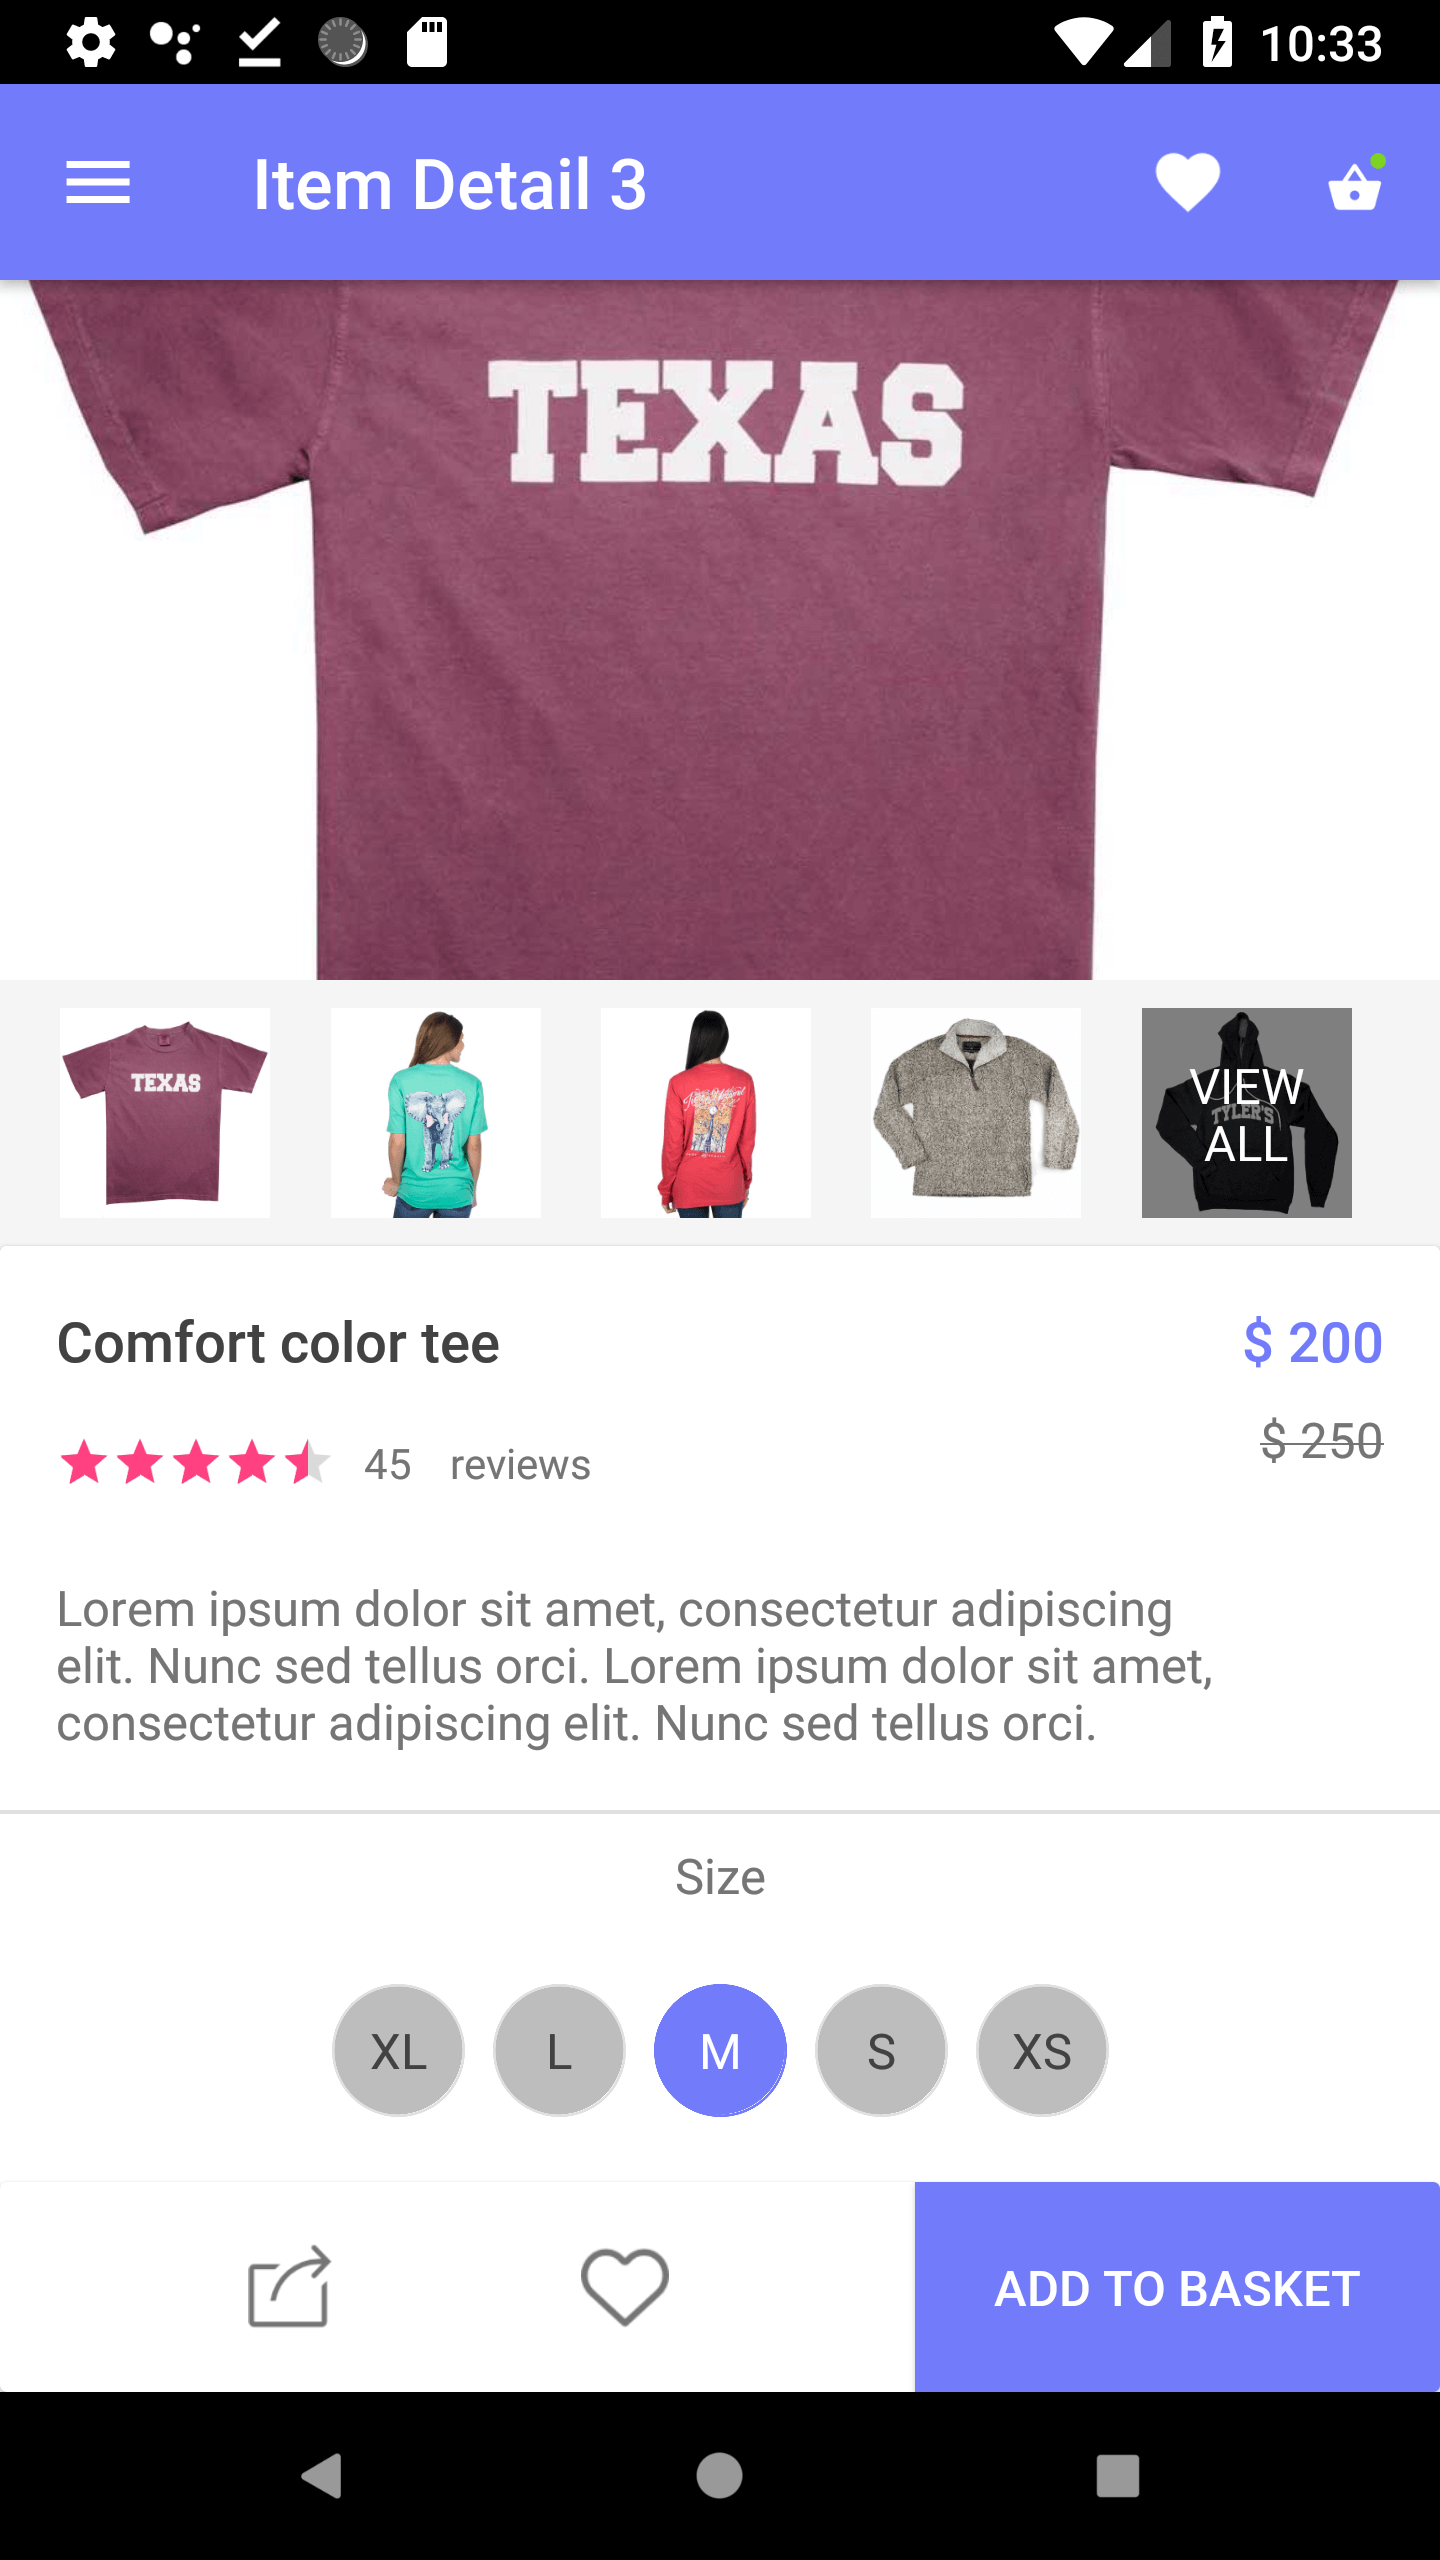 10:33
Item Detail 3
TEXAS
TEXAS
VIEW
TYLER'S
ALL
Comfort color tee
$ 200
45 reviews
$ 250
Lorem ipsum dolor sit amet, consectetur adipiscing
elit. Nunc sed tellus orci. Lorem ipsum dolor sit amet,
consectetur adipiscing elit. Nunc sed tellus orci.
Size
XL L M S XS
ADD TO BASKET